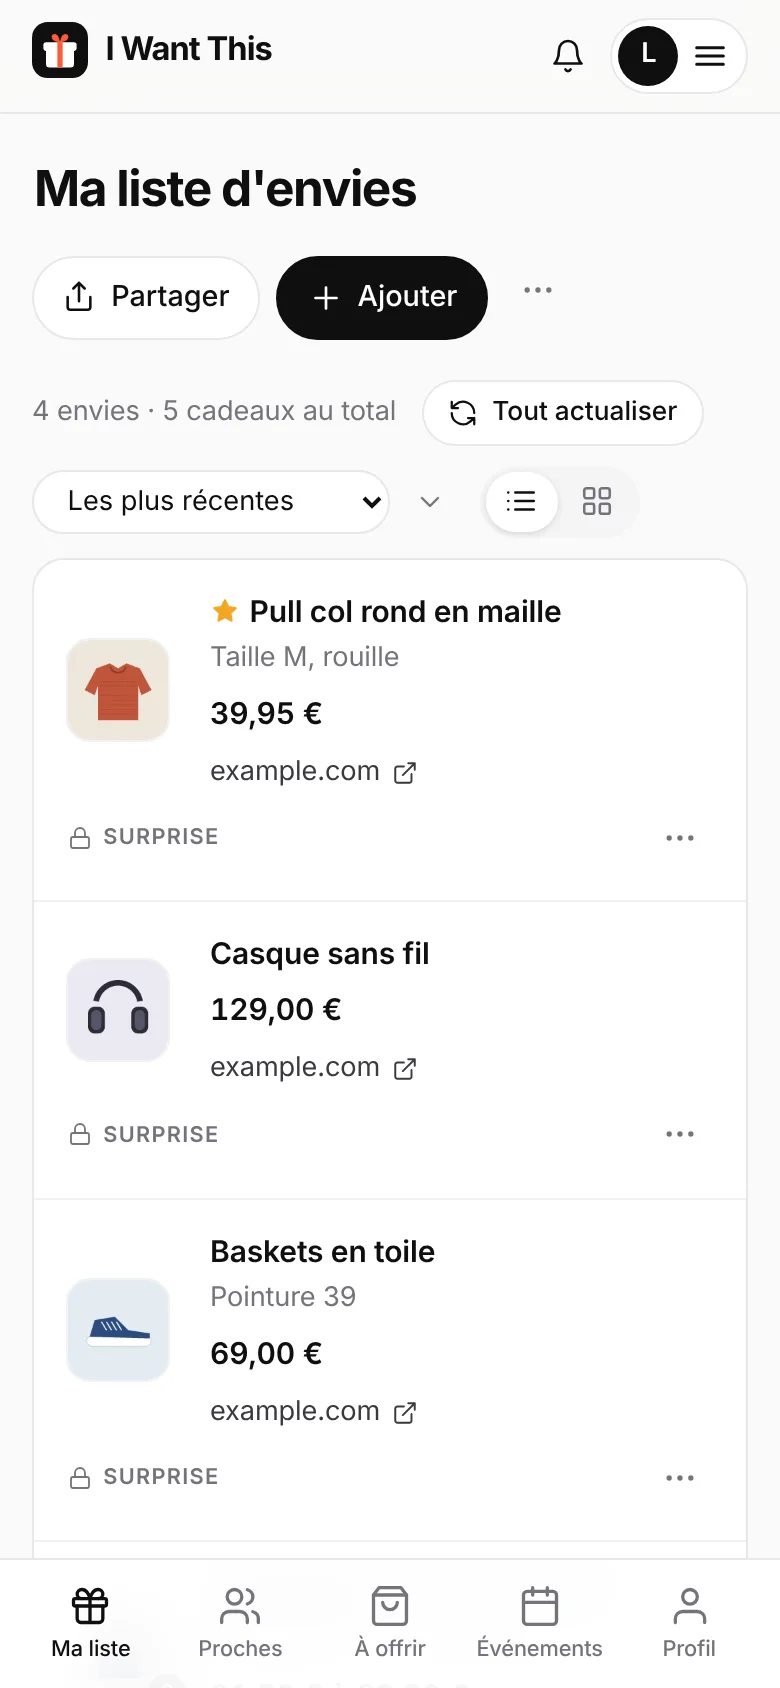 I Want This
L
Ma liste d'envies
Partager
Ajouter
4 envies · 5 cadeaux au total
Tout actualiser
Les plus récentes
Pull col rond en maille
Taille M, rouille
39,95 €
example.com
SURPRISE
Casque sans fil
129,00 €
example.com
SURPRISE
Baskets en toile
Pointure 39
69,00 €
example.com
SURPRISE
Ma liste
Proches
À offrir
Événements
Profil